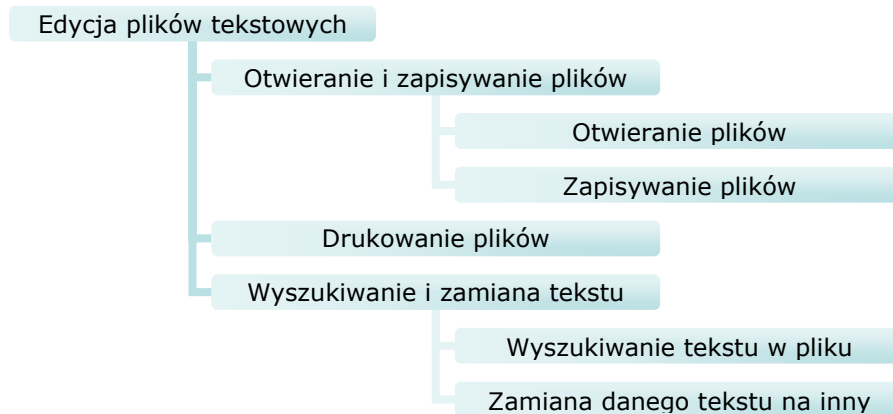 Edycja plików tekstowych
Otwieranie i zapisywanie plików
Otwieranie plików
Zapisywanie plików
Drukowanie plików
Wyszukiwanie i zamiana tekstu
Wyszukiwanie tekstu w pliku
Zamiana danego tekstu na inny